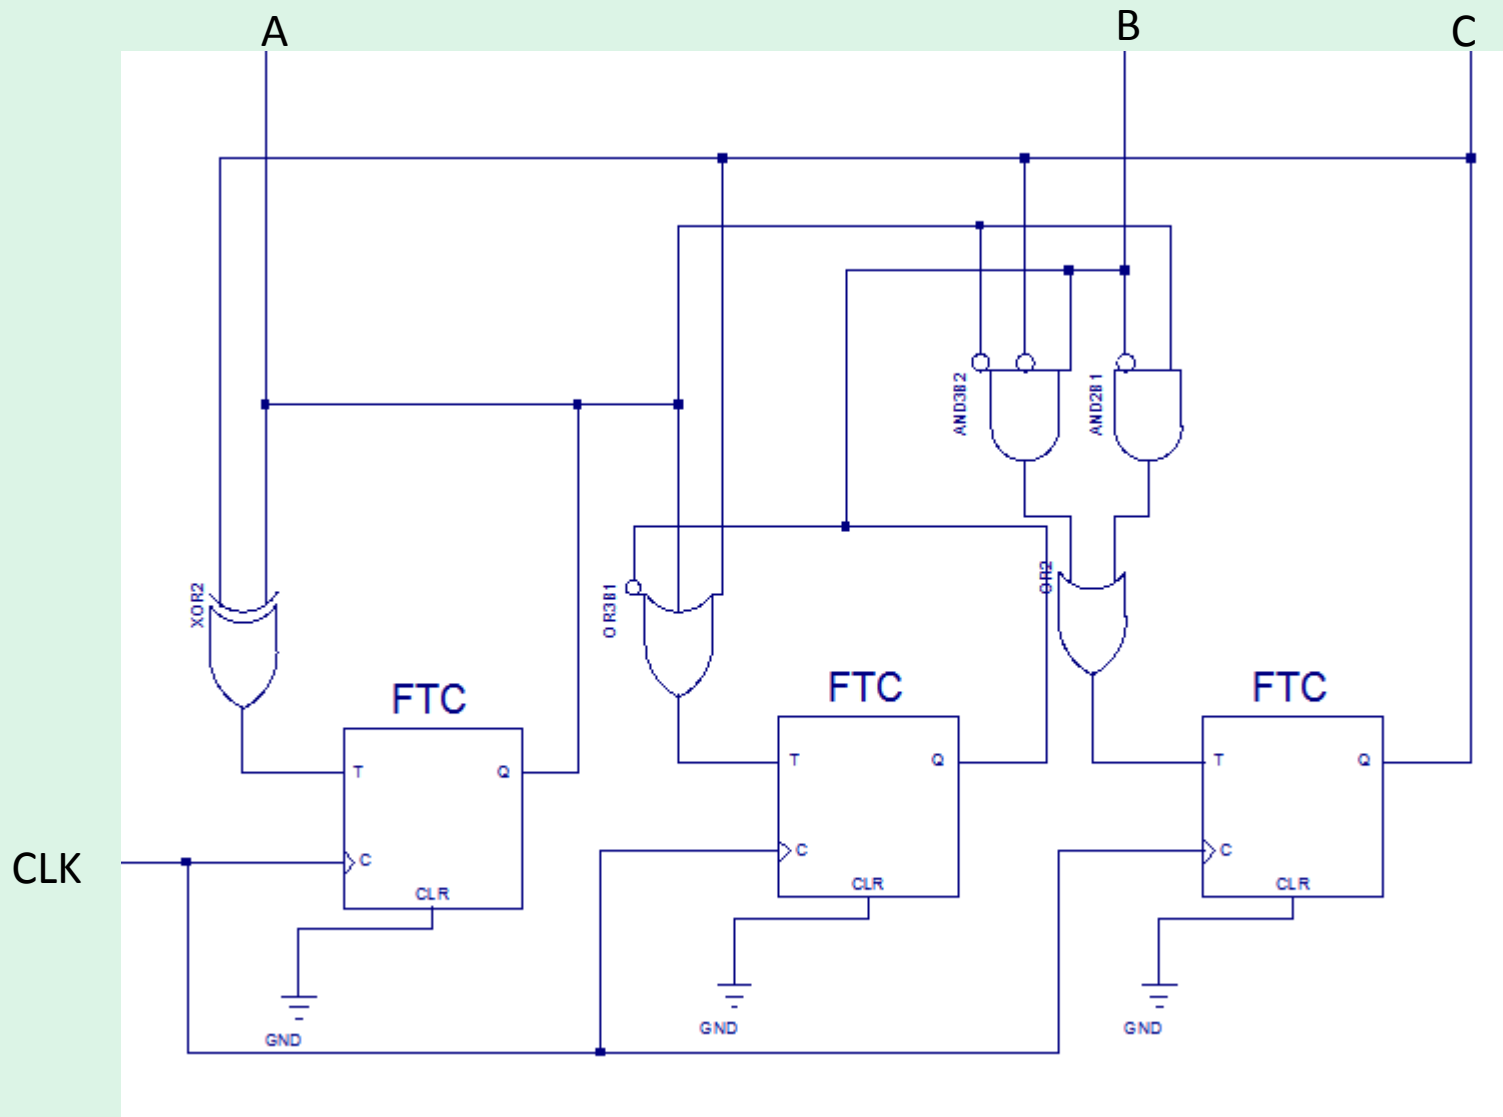 A
B
C
AND3B2
AND2B1
XOR2
OR3B1
OR2
FTC
FTC
FTC
T
Q
T
Q
T
Q
CLK
C
C
C
CLR
CLR
CLR
GND
GND
GND